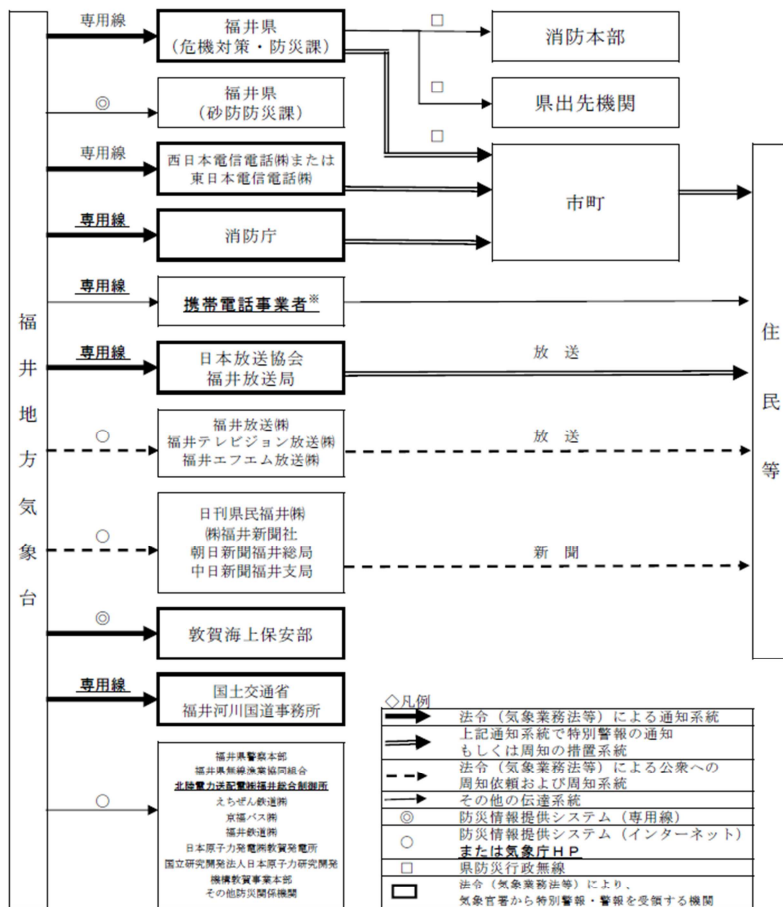 福井地方気象台
専用線
福井県
(危機対策・防災課)
□
消防本部
◎
福井県
(砂防防災課)
□
県出先機関
専用線
西日本電信電話㈱または
東日本電信電話㈱
□
市町
専用線
消防庁
専用線
携帯電話事業者※
専用線
日本放送協会
福井放送局
放送
○
福井放送㈱
福井テレビジョン放送㈱
福井エフエム放送㈱
放送
○
日刊県民福井㈱
㈱福井新聞社
朝日新聞福井総局
中日新聞福井支局
新聞
住民等
◎
敦賀海上保安部
専用線
国土交通省
福井河川国道事務所
○
福井県警察本部
福井県無線漁業協同組合
北陸電力送配電㈱福井総合制御所
えちぜん鉄道㈱
京福バス㈱
福井鉄道㈱
日本原子力発電㈱敦賀発電所
国立研究開発法人日本原子力研究開発
機構敦賀事業本部
その他防災関係機関
◇凡例
法令(気象業務法等)による通知系統
上記通知系統で特別警報の通知
もしくは周知の措置系統
法令(気象業務法等)による公衆への
周知依頼および周知系統
その他の伝達系統
◎ 防災情報提供システム(専用線)
○ 防災情報提供システム(インターネット)
または気象庁HP
□ 県防災行政無線
法令(気象業務法等)により、
気象官署から特別警報・警報を受領する機関